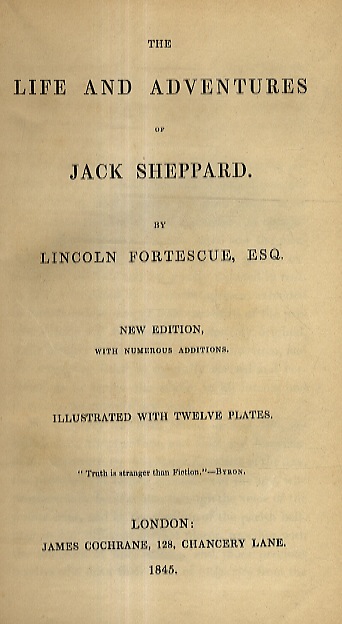 THE
LIFE AND ADVENTURES
OF
JACK SHEPPARD.
BY
LINCOLN FORTESCUE, ESQ.
NEW EDITION,
WITH NUMEROUS ADDITIONS.
ILLUSTRATED WITH TWELVE PLATES.
"Truth is stranger than Fiction."—BYRON.
LONDON:
JAMES COCHRANE, 128, CHANCERY LANE.
1845.